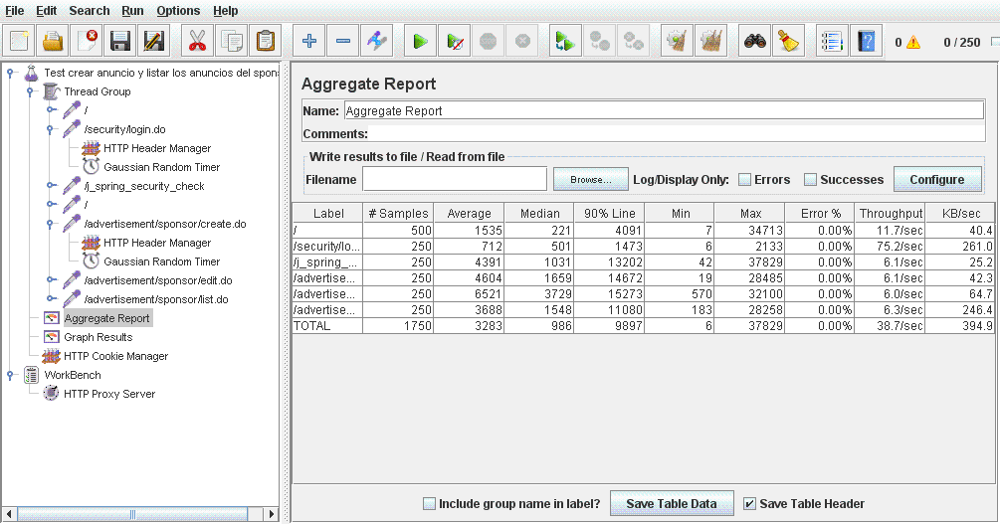 File Edit Search Run Options Help
0 0 / 250
Test crear anuncio y listar los anuncios del spons
Thread Group
/
/security/login.do
HTTP Header Manager
Gaussian Random Timer
/j_spring_security_check
/
/advertisement/sponsor/create.do
HTTP Header Manager
Gaussian Random Timer
/advertisement/sponsor/edit.do
/advertisement/sponsor/list.do
Aggregate Report
Graph Results
HTTP Cookie Manager
WorkBench
HTTP Proxy Server
Aggregate Report
Name: Aggregate Report
Comments:
Write results to file / Read from file
Filename Browse... Log/Display Only: Errors Successes Configure
Label # Samples Average Median 90% Line Min Max Error % Throughput KB/sec
/ 500 1535 221 4091 7 34713 0.00% 11.7/sec 40.4
/security/lo... 250 712 501 1473 6 2133 0.00% 75.2/sec 261.0
/j_spring_... 250 4391 1031 13202 42 37829 0.00% 6.1/sec 25.2
/advertise... 250 4604 1659 14672 19 28485 0.00% 6.1/sec 42.3
/advertise... 250 6521 3729 15273 570 32100 0.00% 6.0/sec 64.7
/advertise... 250 3688 1548 11080 183 28258 0.00% 6.3/sec 246.4
TOTAL 1750 3283 986 9897 6 37829 0.00% 38.7/sec 394.9
Include group name in label? Save Table Data Save Table Header